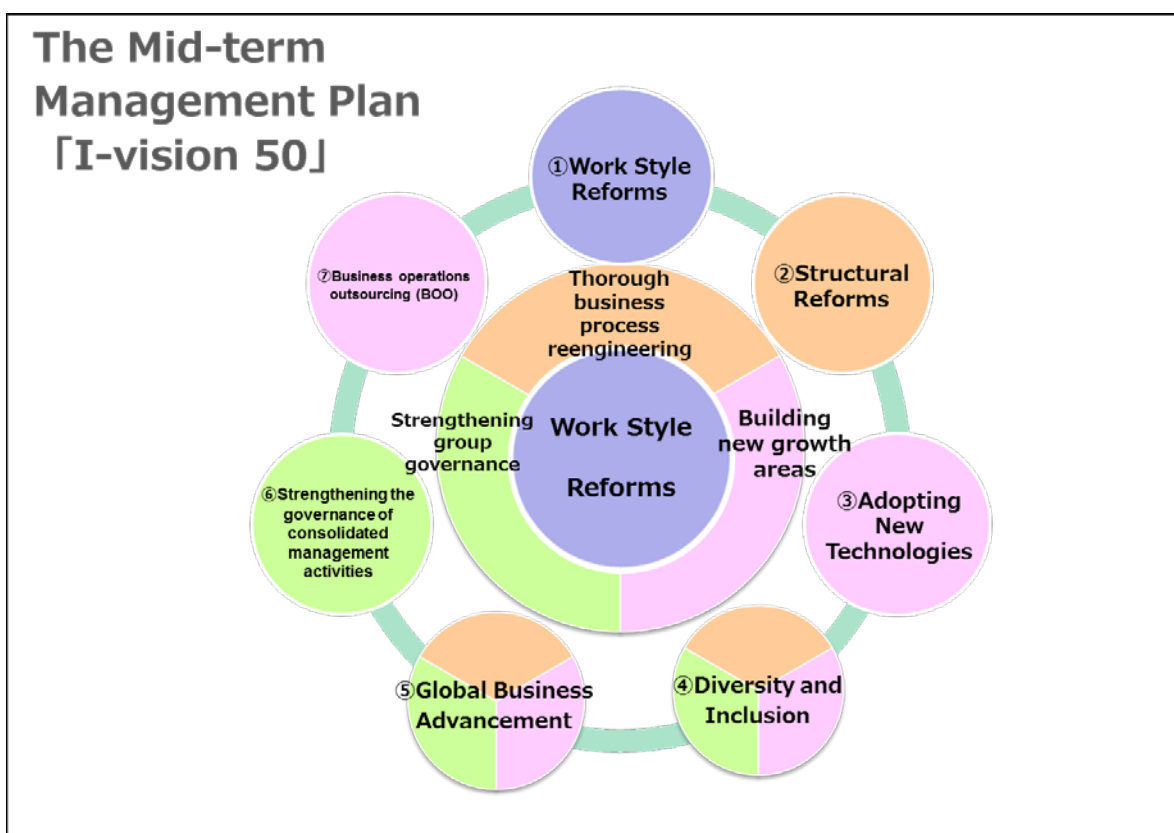 The Mid-term
Management Plan
「I-vision 50」
①Work Style
Reforms
②Structural
Reforms
③Adopting
New
Technologies
④Diversity and
Inclusion
⑤Global Business
Advancement
⑥Strengthening the
governance of
consolidated
management
activities
⑦Business operations
outsourcing (BOO)
Thorough
business
process
reengineering
Building
new growth
areas
Strengthening
group
governance
Work Style
Reforms